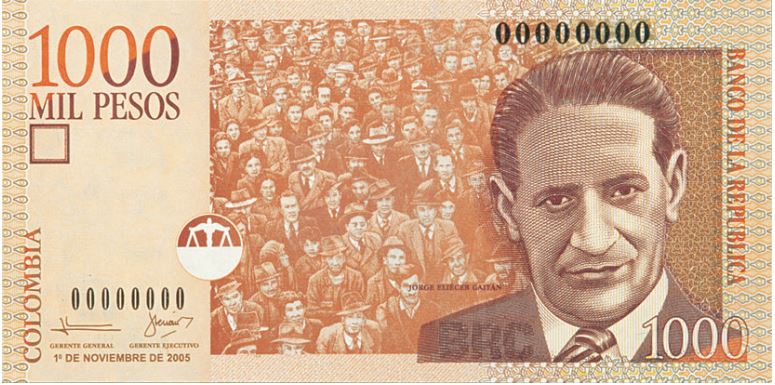 1000
MIL PESOS
00000000
BANCO DE LA REPUBLICA
COLOMBIA
00000000
GERENTE GENERAL GERENTE EJECUTIVO
1º DE NOVIEMBRE DE 2005
JORGE ELIÉCER GAITÁN
BRC
1000